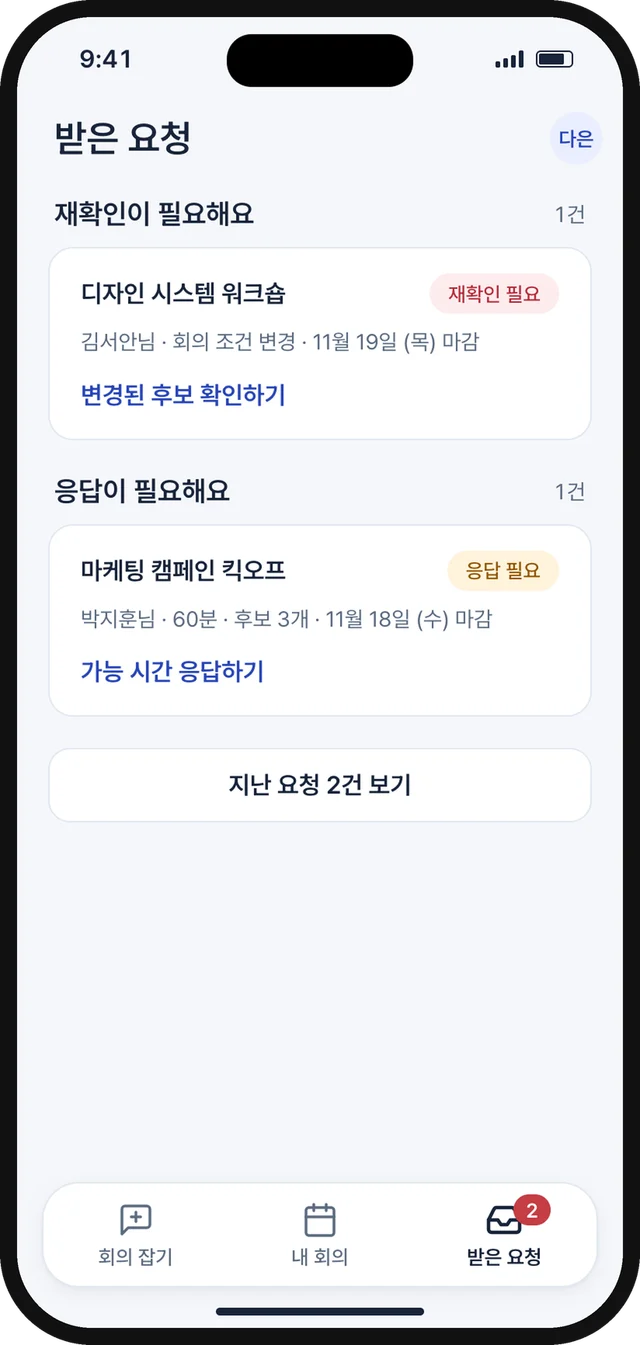 9:41
받은 요청
다은
재확인이 필요해요
1건
디자인 시스템 워크숍
재확인 필요
김서안님 · 회의 조건 변경 · 11월 19일 (목) 마감
변경된 후보 확인하기
응답이 필요해요
1건
마케팅 캠페인 킥오프
응답 필요
박지훈님 · 60분 · 후보 3개 · 11월 18일 (수) 마감
가능 시간 응답하기
지난 요청 2건 보기
2
회의 잡기
내 회의
받은 요청